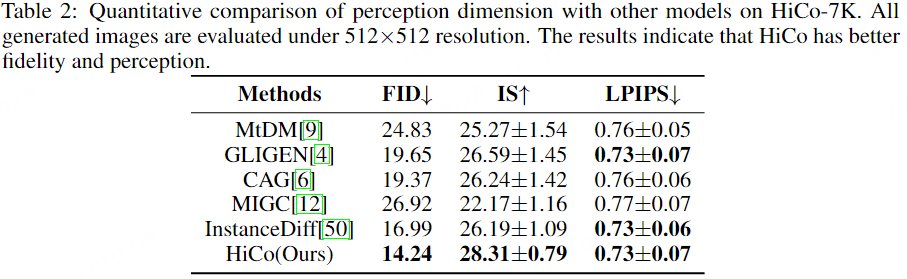 Table 2: Quantitative comparison of perception dimension with other models on HiCo-7K. All
generated images are evaluated under 512×512 resolution. The results indicate that HiCo has better
fidelity and perception.
Methods FID↓ IS↑ LPIPS↓
MtDM[9] 24.83 25.27±1.54 0.76±0.05
GLIGEN[4] 19.65 26.59±1.45 0.73±0.07
CAG[6] 19.37 26.24±1.42 0.76±0.06
MIGC[12] 26.92 22.17±1.16 0.77±0.07
InstanceDiff[50] 16.99 26.19±1.09 0.73±0.06
HiCo(Ours) 14.24 28.31±0.79 0.73±0.07